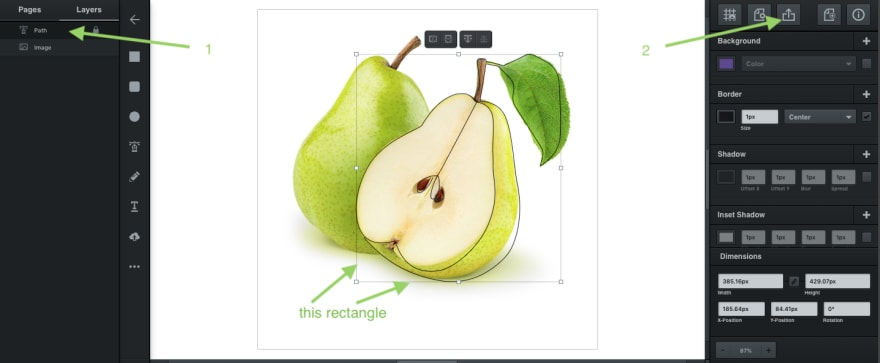 Pages
Layers
Path
Image
1
2
this rectangle
Background
Color
Border
1px
Center
Size
Shadow
1px
1px
1px
1px
Offset X
Offset Y
Blur
Spread
Inset Shadow
1px
1px
1px
1px
Dimensions
385.16px
429.07px
Width
Height
185.64px
84.41px
0°
X-Position
Y-Position
Rotation
- 87% +